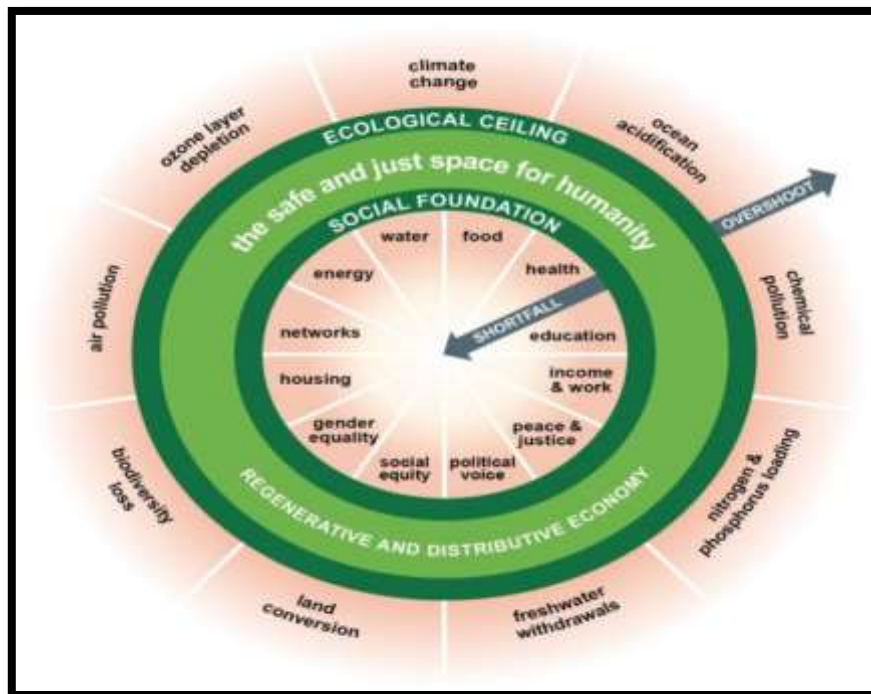 climate
change
ocean
acidification
chemical
pollution
nitrogen &
phosphorus loading
freshwater
withdrawals
land
conversion
biodiversity
loss
air pollution
ozone layer
depletion
ECOLOGICAL CEILING
the safe and just space for humanity
SOCIAL FOUNDATION
OVERSHOOT
SHORTFALL
water
food
health
education
income
& work
peace &
justice
political
voice
social
equity
gender
equality
housing
networks
energy
REGENERATIVE AND DISTRIBUTIVE ECONOMY